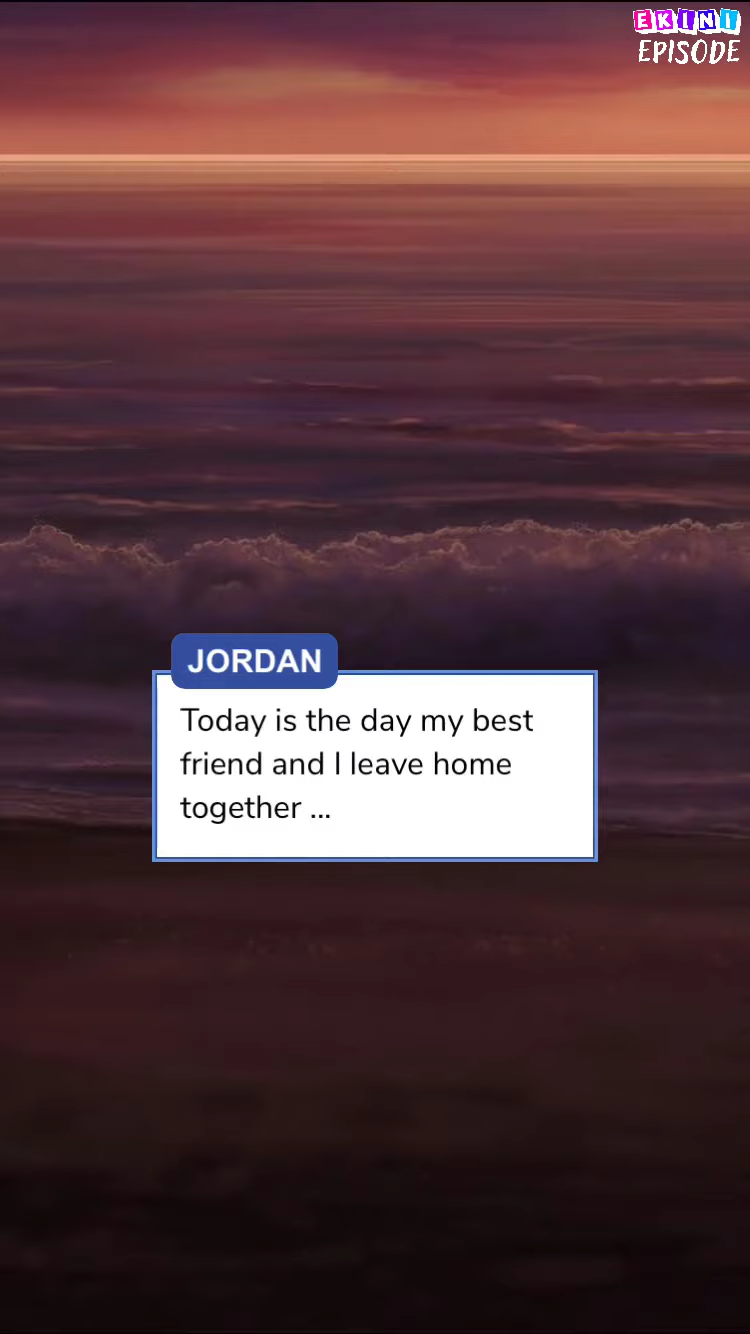 EKINI
EPISODE
JORDAN
Today is the day my best
friend and I leave home
together ...